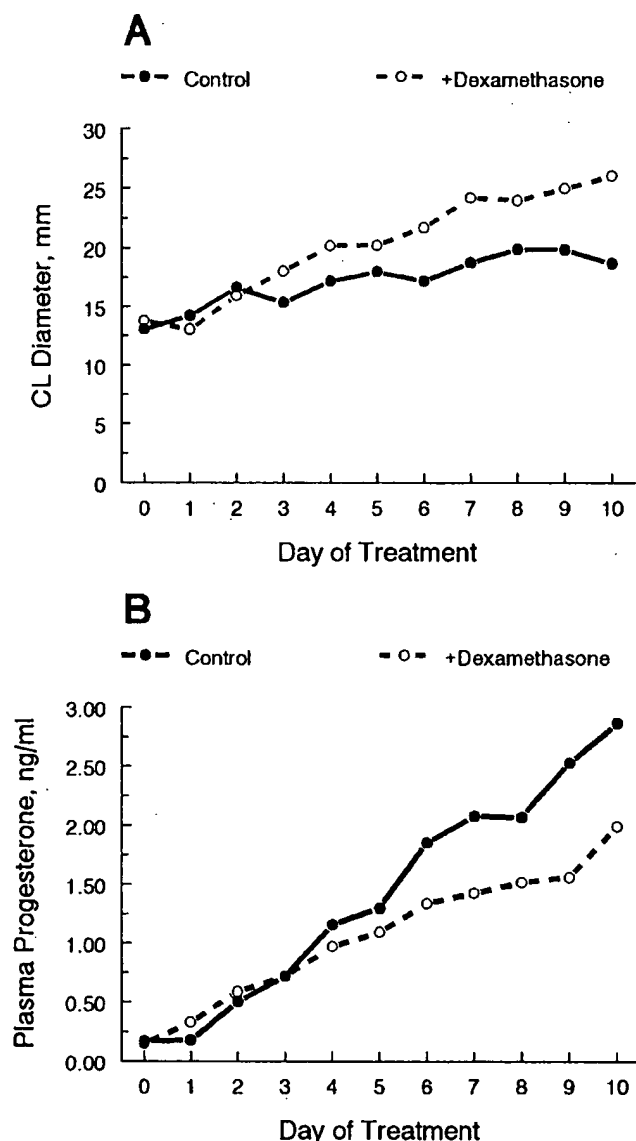 A
Control +Dexamethasone
30
25
20
15
10
5
0
CL Diameter, mm
0 1 2 3 4 5 6 7 8 9 10
Day of Treatment
B
Control +Dexamethasone
3.00
2.50
2.00
1.50
1.00
0.50
0.00
Plasma Progesterone, ng/ml
0 1 2 3 4 5 6 7 8 9 10
Day of Treatment